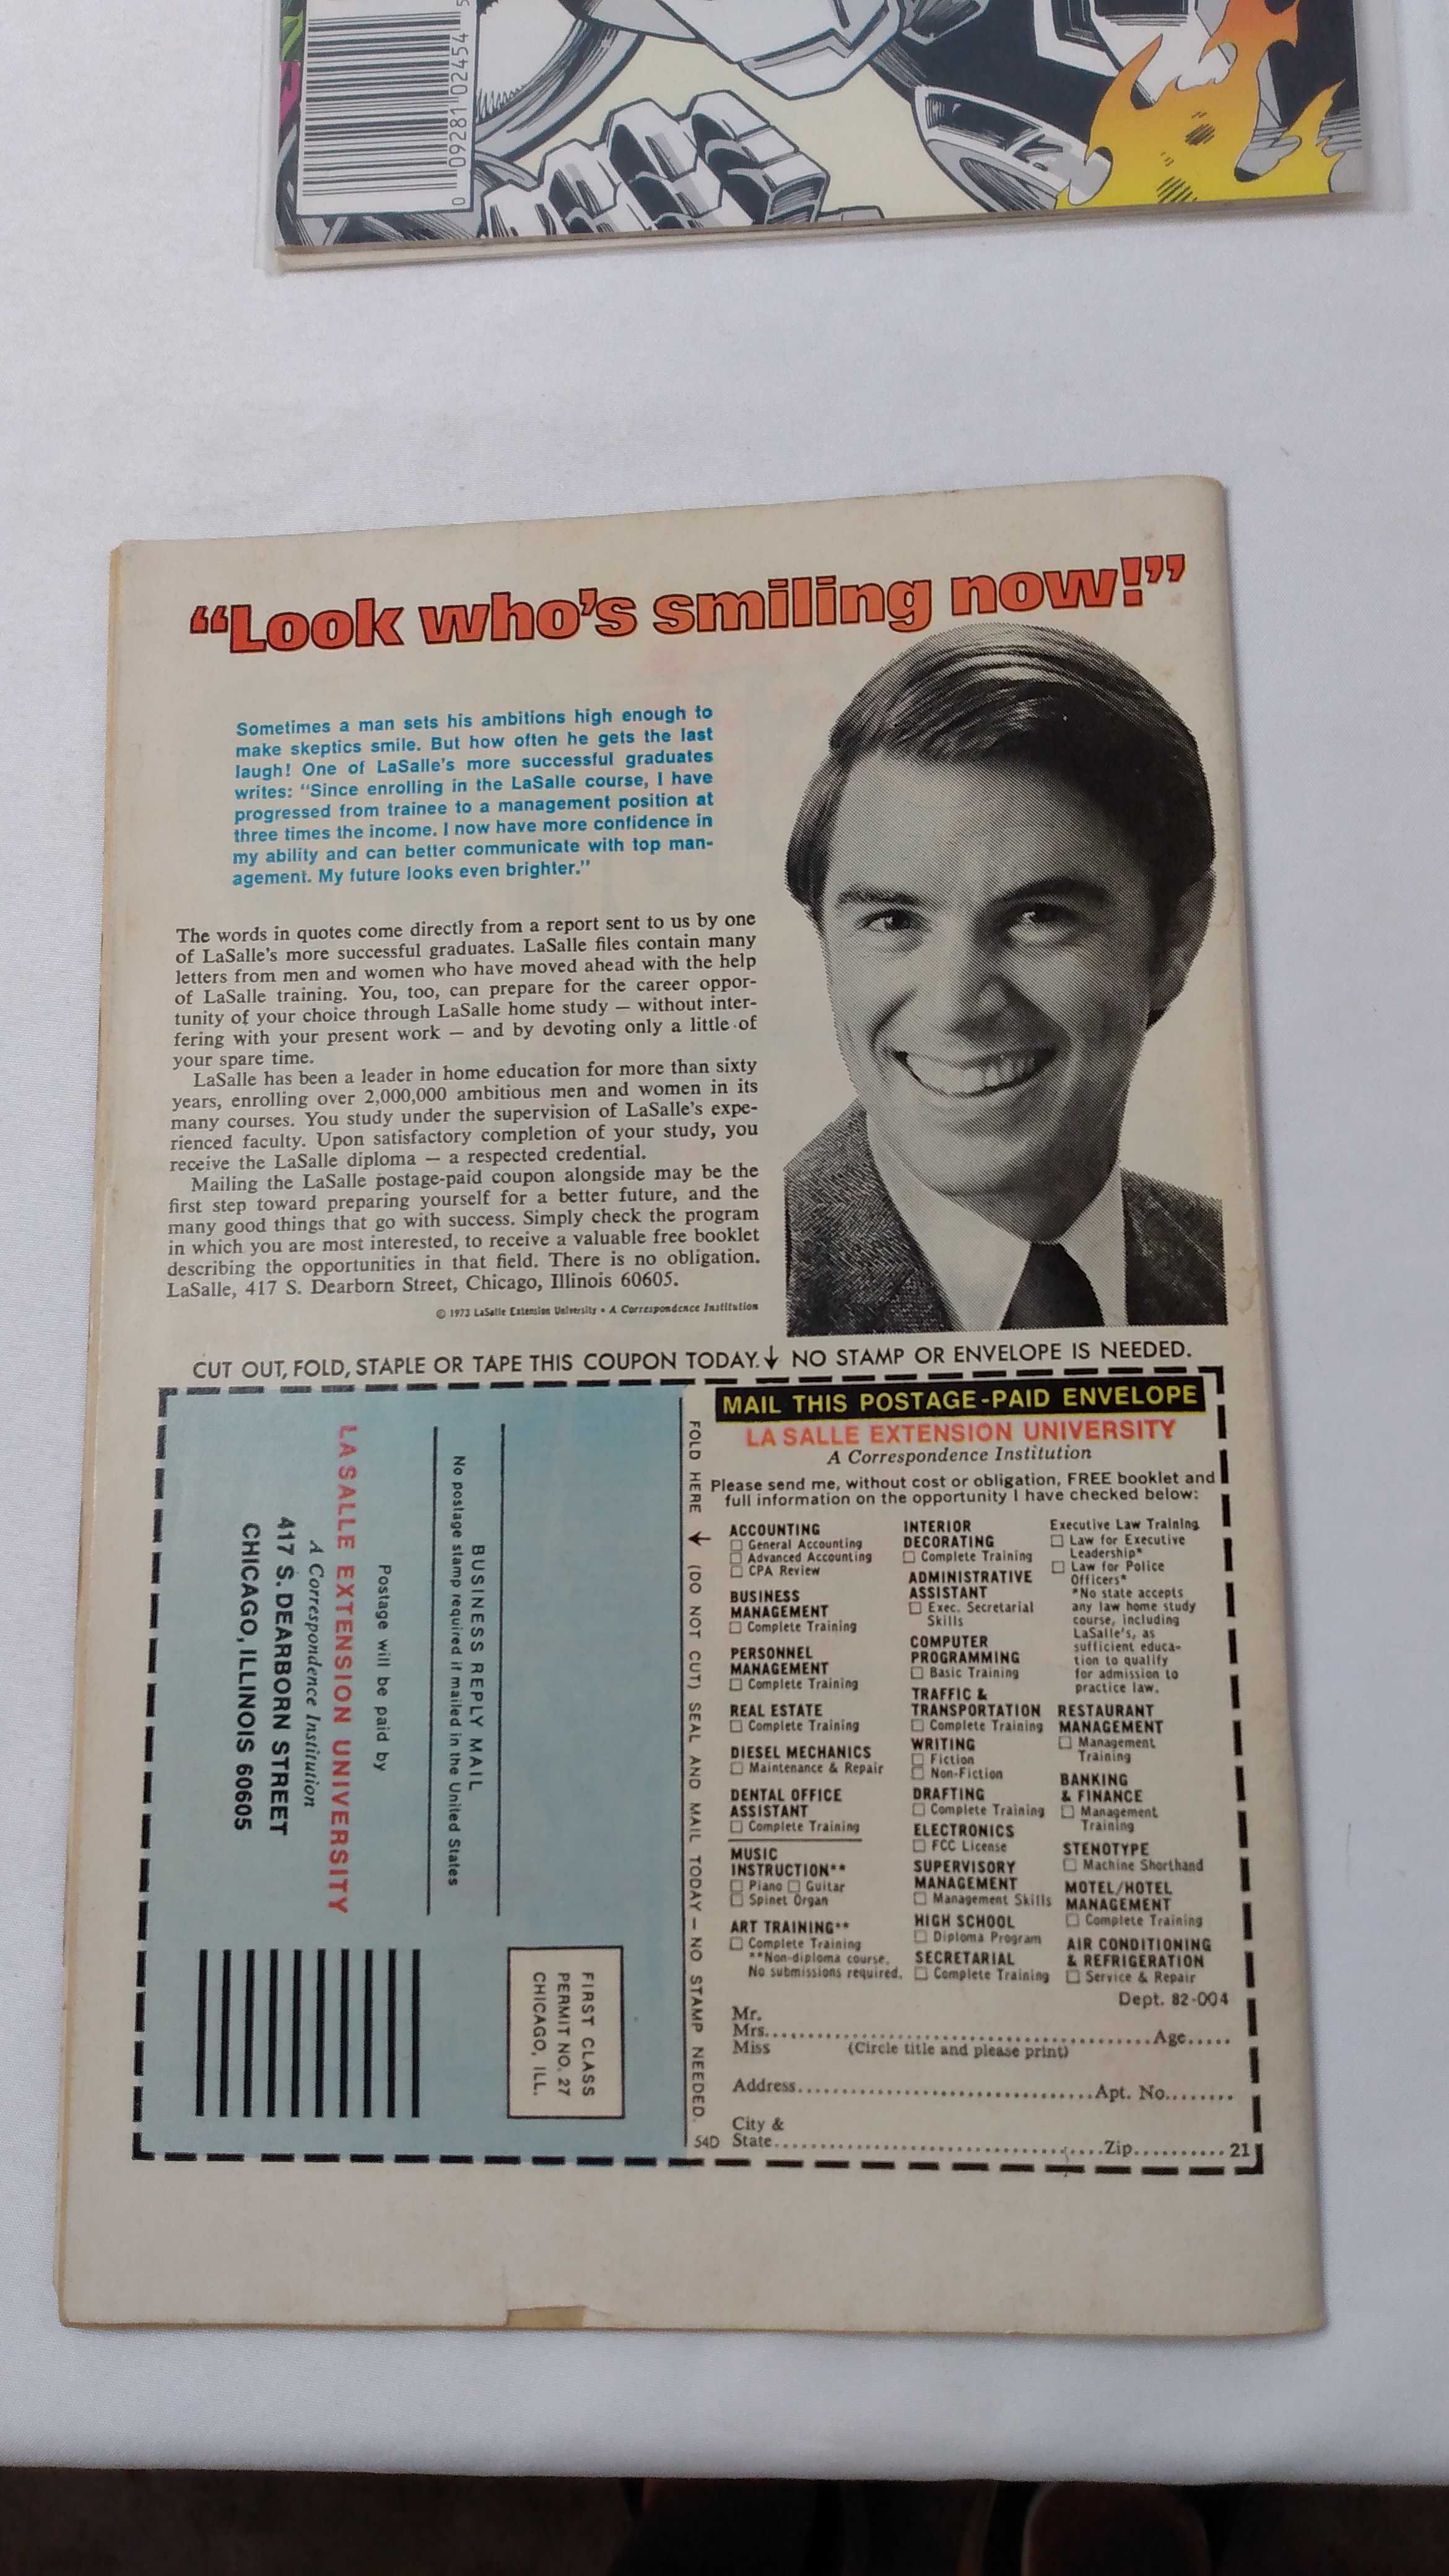 0 09281 02454 5
“Look who’s smiling now!”
Sometimes a man sets his ambitions high enough to
make skeptics smile. But how often he gets the last
laugh! One of LaSalle's more successful graduates
writes: "Since enrolling in the LaSalle course, I have
progressed from trainee to a management position at
three times the income. I now have more confidence in
my ability and can better communicate with top man-
agement. My future looks even brighter."
The words in quotes come directly from a report sent to us by one
of LaSalle's more successful graduates. LaSalle files contain many
letters from men and women who have moved ahead with the help
of LaSalle training. You, too, can prepare for the career oppor-
tunity of your choice through LaSalle home study — without inter-
fering with your present work — and by devoting only a little of
your spare time.
LaSalle has been a leader in home education for more than sixty
years, enrolling over 2,000,000 ambitious men and women in its
many courses. You study under the supervision of LaSalle's expe-
rienced faculty. Upon satisfactory completion of your study, you
receive the LaSalle diploma — a respected credential.
Mailing the LaSalle postage-paid coupon alongside may be the
first step toward preparing yourself for a better future, and the
many good things that go with success. Simply check the program
in which you are most interested, to receive a valuable free booklet
describing the opportunities in that field. There is no obligation.
LaSalle, 417 S. Dearborn Street, Chicago, Illinois 60605.
© 1973 LaSalle Extension University • A Correspondence Institution
CUT OUT, FOLD, STAPLE OR TAPE THIS COUPON TODAY.↓ NO STAMP OR ENVELOPE IS NEEDED.
FIRST CLASS
PERMIT NO. 27
CHICAGO, ILL.
BUSINESS REPLY MAIL
No postage stamp required if mailed in the United States
Postage will be paid by
LA SALLE EXTENSION UNIVERSITY
A Correspondence Institution
417 S. DEARBORN STREET
CHICAGO, ILLINOIS 60605
FOLD HERE ↓ (DO NOT CUT) SEAL AND MAIL TODAY — NO STAMP NEEDED.
MAIL THIS POSTAGE-PAID ENVELOPE
LA SALLE EXTENSION UNIVERSITY
A Correspondence Institution
Please send me, without cost or obligation, FREE booklet and
full information on the opportunity I have checked below:
ACCOUNTING
☐ General Accounting
☐ Advanced Accounting
☐ CPA Review
BUSINESS
MANAGEMENT
☐ Complete Training
PERSONNEL
MANAGEMENT
☐ Complete Training
REAL ESTATE
☐ Complete Training
DIESEL MECHANICS
☐ Maintenance & Repair
DENTAL OFFICE
ASSISTANT
☐ Complete Training
MUSIC
INSTRUCTION**
☐ Piano ☐ Guitar
☐ Spinet Organ
ART TRAINING**
☐ Complete Training
**Non-diploma course.
No submissions required.
INTERIOR
DECORATING
☐ Complete Training
ADMINISTRATIVE
ASSISTANT
☐ Exec. Secretarial
Skills
COMPUTER
PROGRAMMING
☐ Basic Training
TRAFFIC &
TRANSPORTATION
☐ Complete Training
WRITING
☐ Fiction
☐ Non-Fiction
DRAFTING
☐ Complete Training
ELECTRONICS
☐ FCC License
SUPERVISORY
MANAGEMENT
☐ Management Skills
HIGH SCHOOL
☐ Diploma Program
SECRETARIAL
☐ Complete Training
Executive Law Training
☐ Law for Executive
Leadership*
☐ Law for Police
Officers*
*No state accepts
any law home study
course, including
LaSalle's, as
sufficient educa-
tion to qualify
for admission to
practice law.
RESTAURANT
MANAGEMENT
☐ Management
Training
BANKING
& FINANCE
☐ Management
Training
STENOTYPE
☐ Machine Shorthand
MOTEL/HOTEL
MANAGEMENT
☐ Complete Training
AIR CONDITIONING
& REFRIGERATION
☐ Service & Repair
Dept. 82-004
Mr.
Mrs. Age
Miss (Circle title and please print)
Address Apt. No.
City &
54D State Zip 21